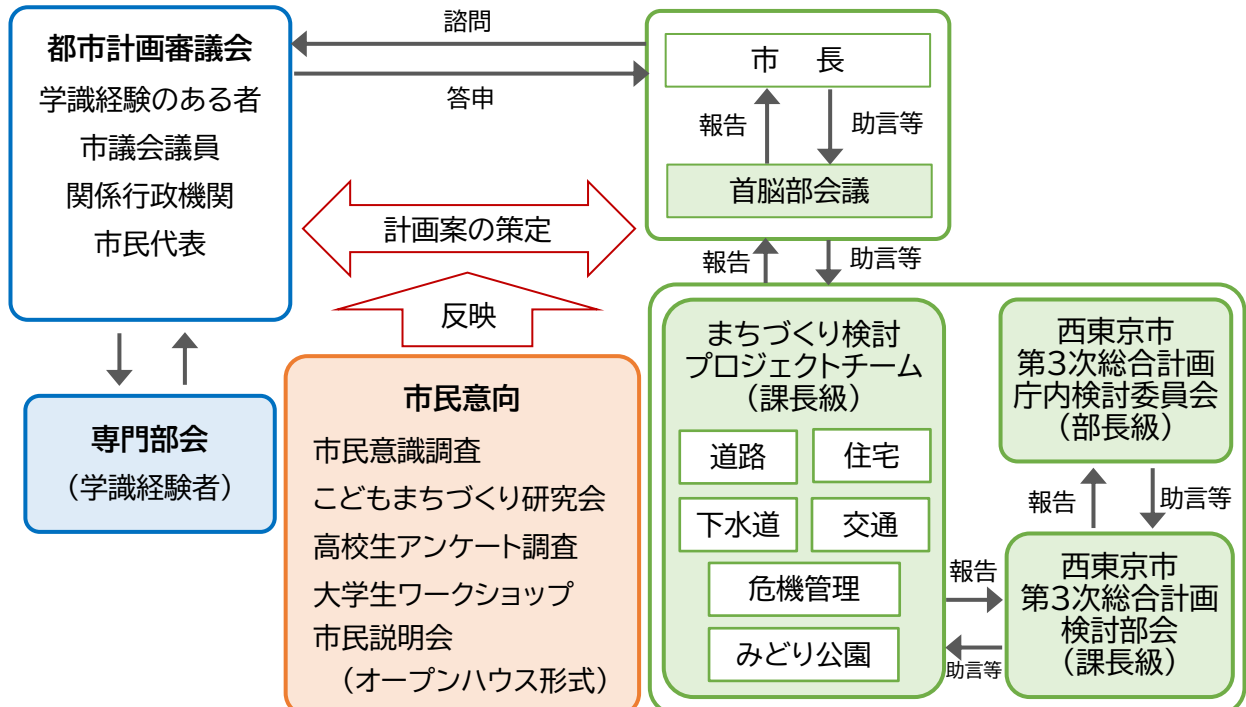 都市計画審議会
学識経験のある者
市議会議員
関係行政機関
市民代表
諮問
答申
市 長
報告
助言等
首脳部会議
計画案の策定
反映
報告
助言等
専門部会
（学識経験者）
市民意向
市民意識調査
こどもまちづくり研究会
高校生アンケート調査
大学生ワークショップ
市民説明会
（オープンハウス形式）
まちづくり検討
プロジェクトチーム
（課長級）
道路
住宅
下水道
交通
危機管理
みどり公園
報告
助言等
西東京市
第３次総合計画
庁内検討委員会
（部長級）
報告
助言等
西東京市
第３次総合計画
検討部会
（課長級）